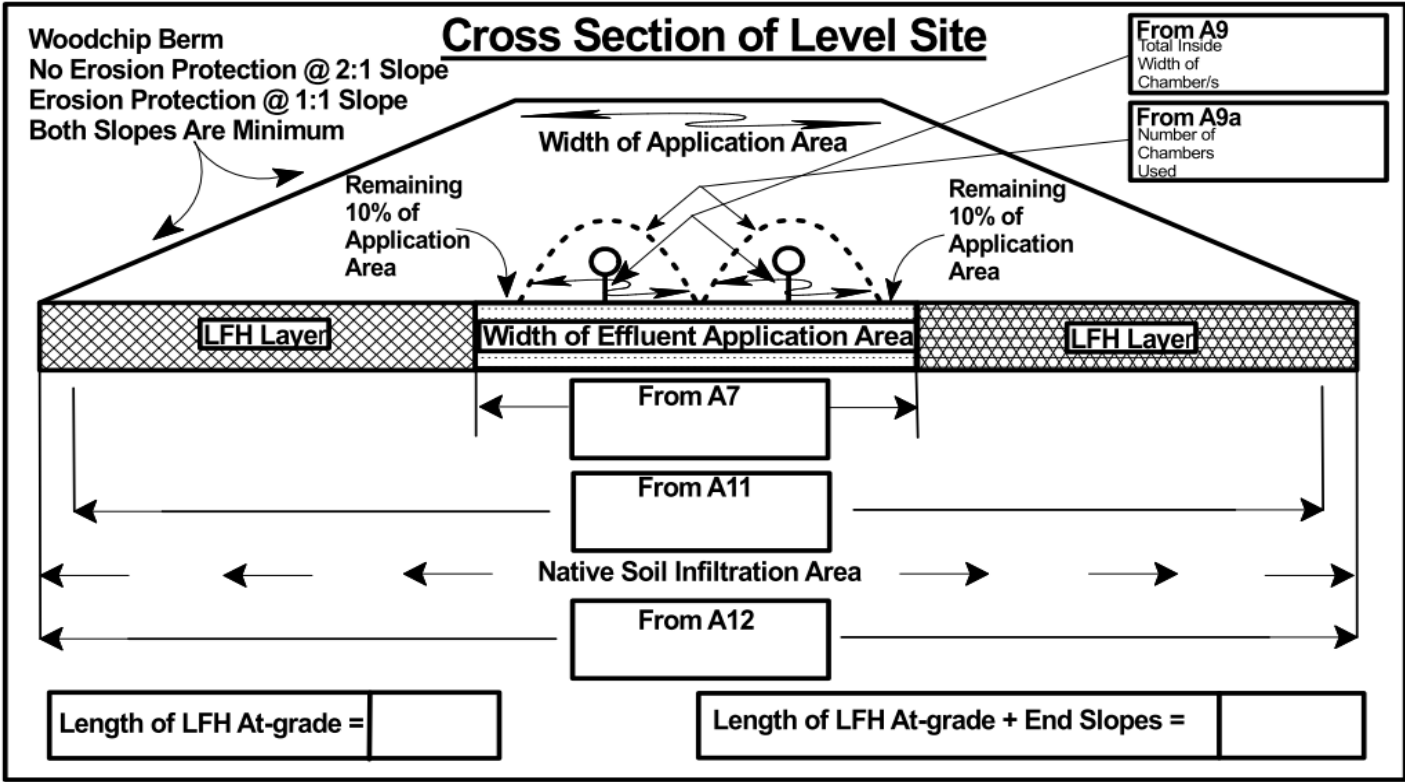 Cross Section of Level Site
Woodchip Berm
No Erosion Protection @ 2:1 Slope
Erosion Protection @ 1:1 Slope
Both Slopes Are Minimum
From A9
Total Inside
Width of
Chamber/s
From A9a
Number of
Chambers
Used
Width of Application Area
Remaining
10% of
Application
Area
Remaining
10% of
Application
Area
LFH Layer
Width of Effluent Application Area
LFH Layer
From A7
From A11
Native Soil Infiltration Area
From A12
Length of LFH At-grade =
Length of LFH At-grade + End Slopes =